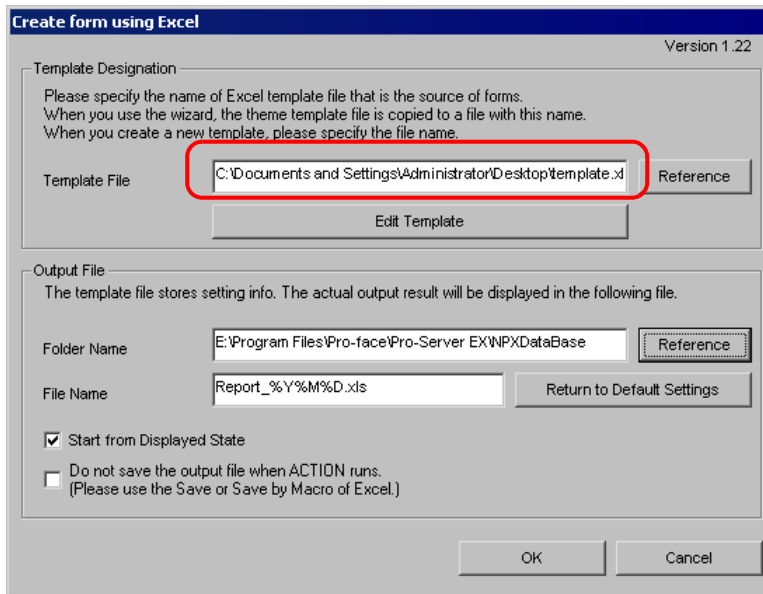 Create form using Excel
Version 1.22
Template Designation
Please specify the name of Excel template file that is the source of forms.
When you use the wizard, the theme template file is copied to a file with this name.
When you create a new template, please specify the file name.
Template File
C:\Documents and Settings\Administrator\Desktop\template.xl
Reference
Edit Template
Output File
The template file stores setting info. The actual output result will be displayed in the following file.
Folder Name
E:\Program Files\Pro-face\Pro-Server EX\NPXDataBase
Reference
File Name
Report_%Y%M%D.xls
Return to Default Settings
Start from Displayed State
Do not save the output file when ACTION runs.
(Please use the Save or Save by Macro of Excel.)
OK
Cancel